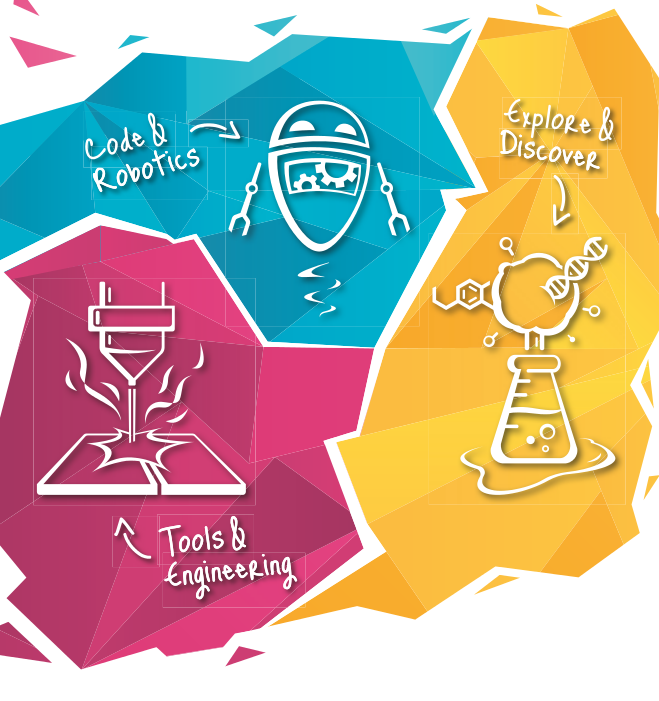 Code &
Robotics
Explore &
Discover
Tools &
Engineering